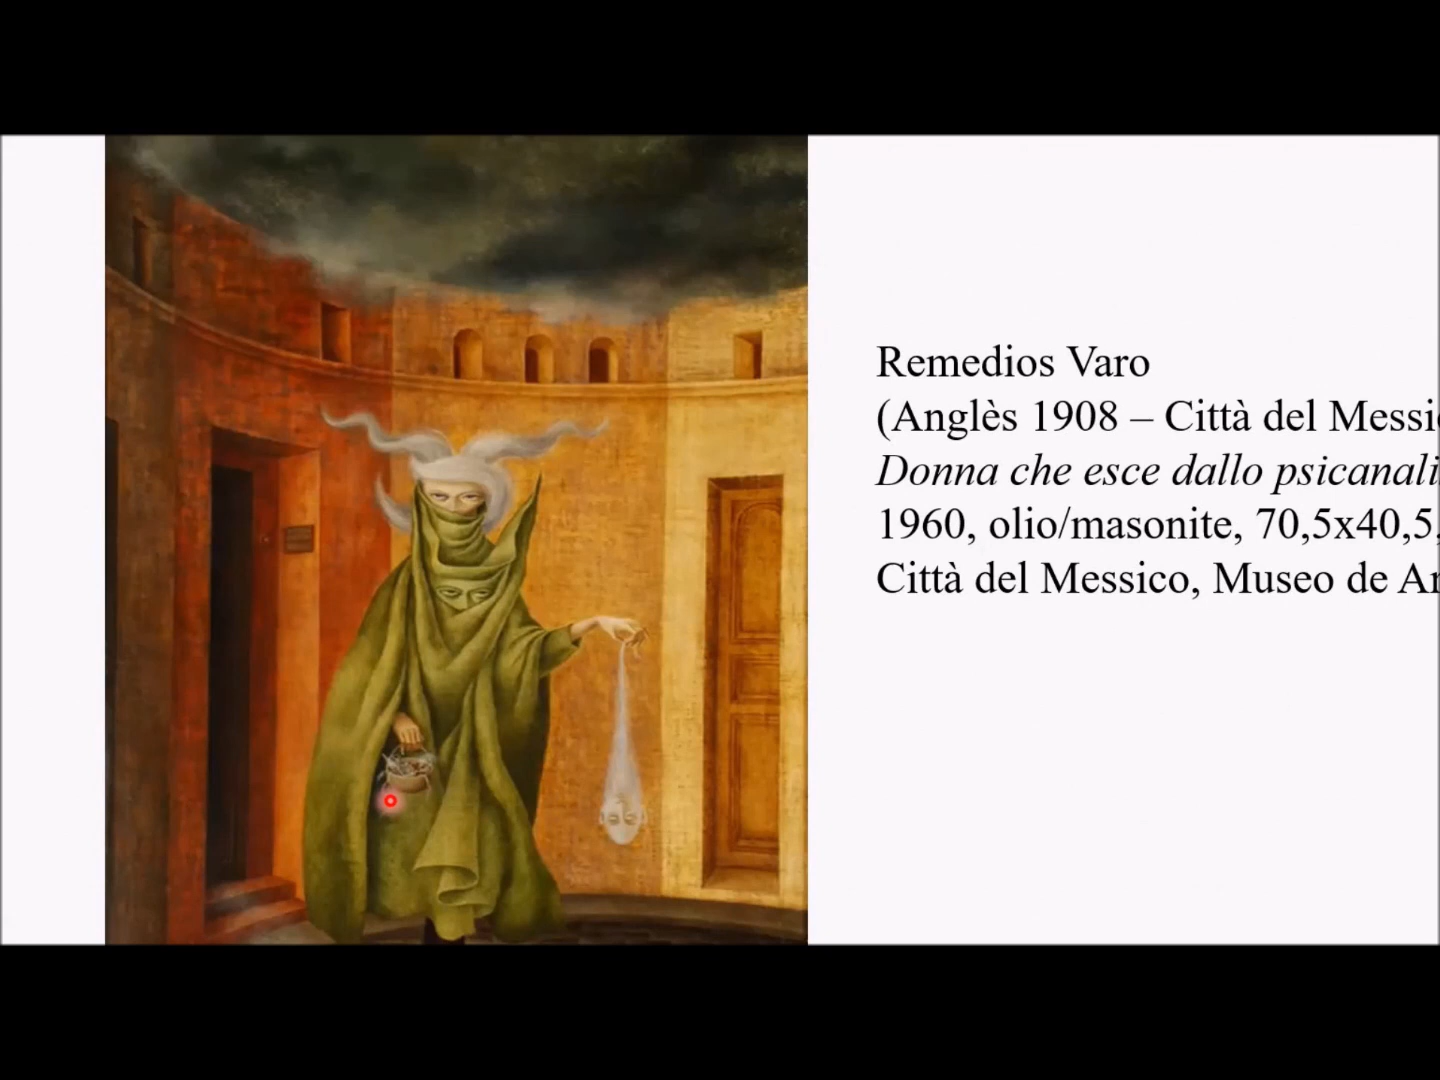 Remedios Varo
(Anglès 1908 – Città del Messi
Donna che esce dallo psicanali
1960, olio/masonite, 70,5x40,5,
Città del Messico, Museo de Ar